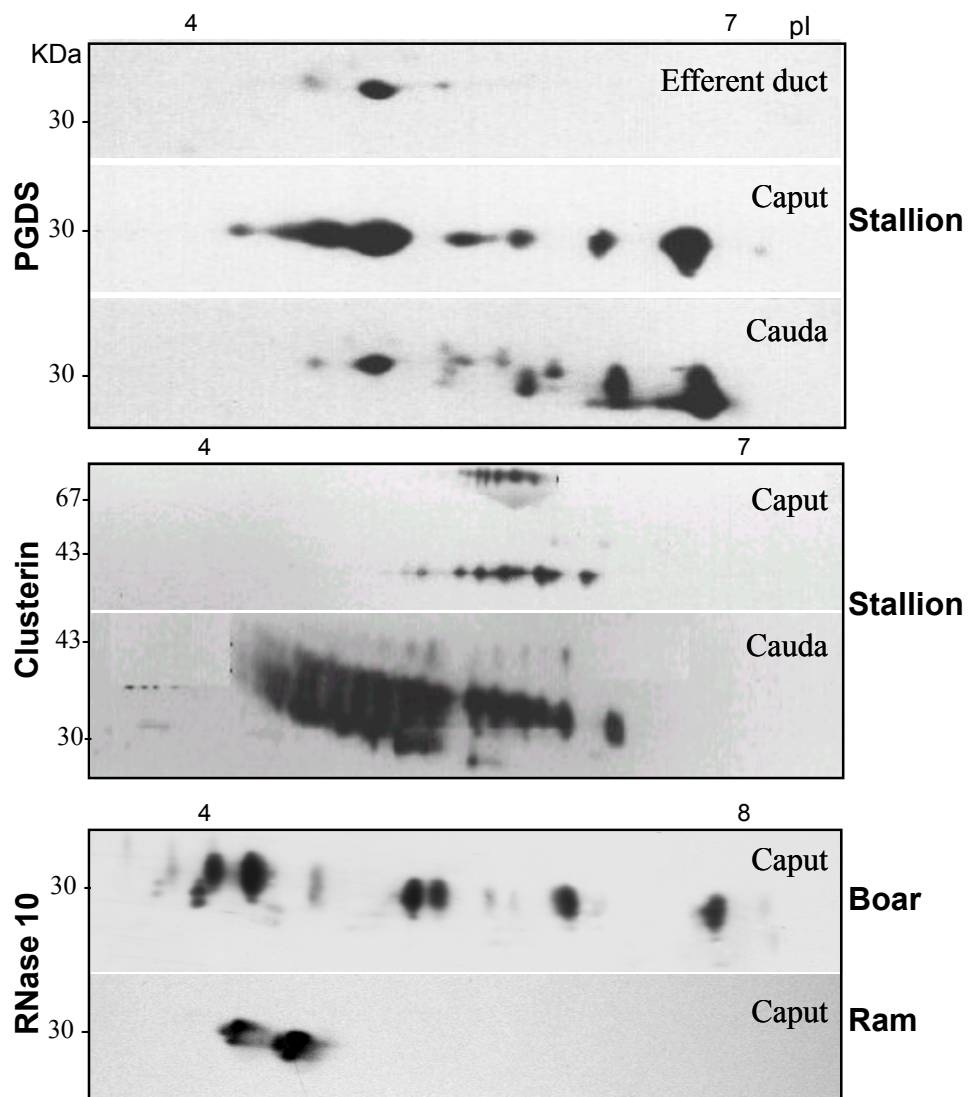 4 7 pI
KDa
Efferent duct
30
Caput
30
PGDS
Stallion
Cauda
30
4 7
Caput
67
43
Clusterin
Stallion
43
Cauda
30
4 8
Caput
30
Boar
RNase 10
Caput
30
Ram